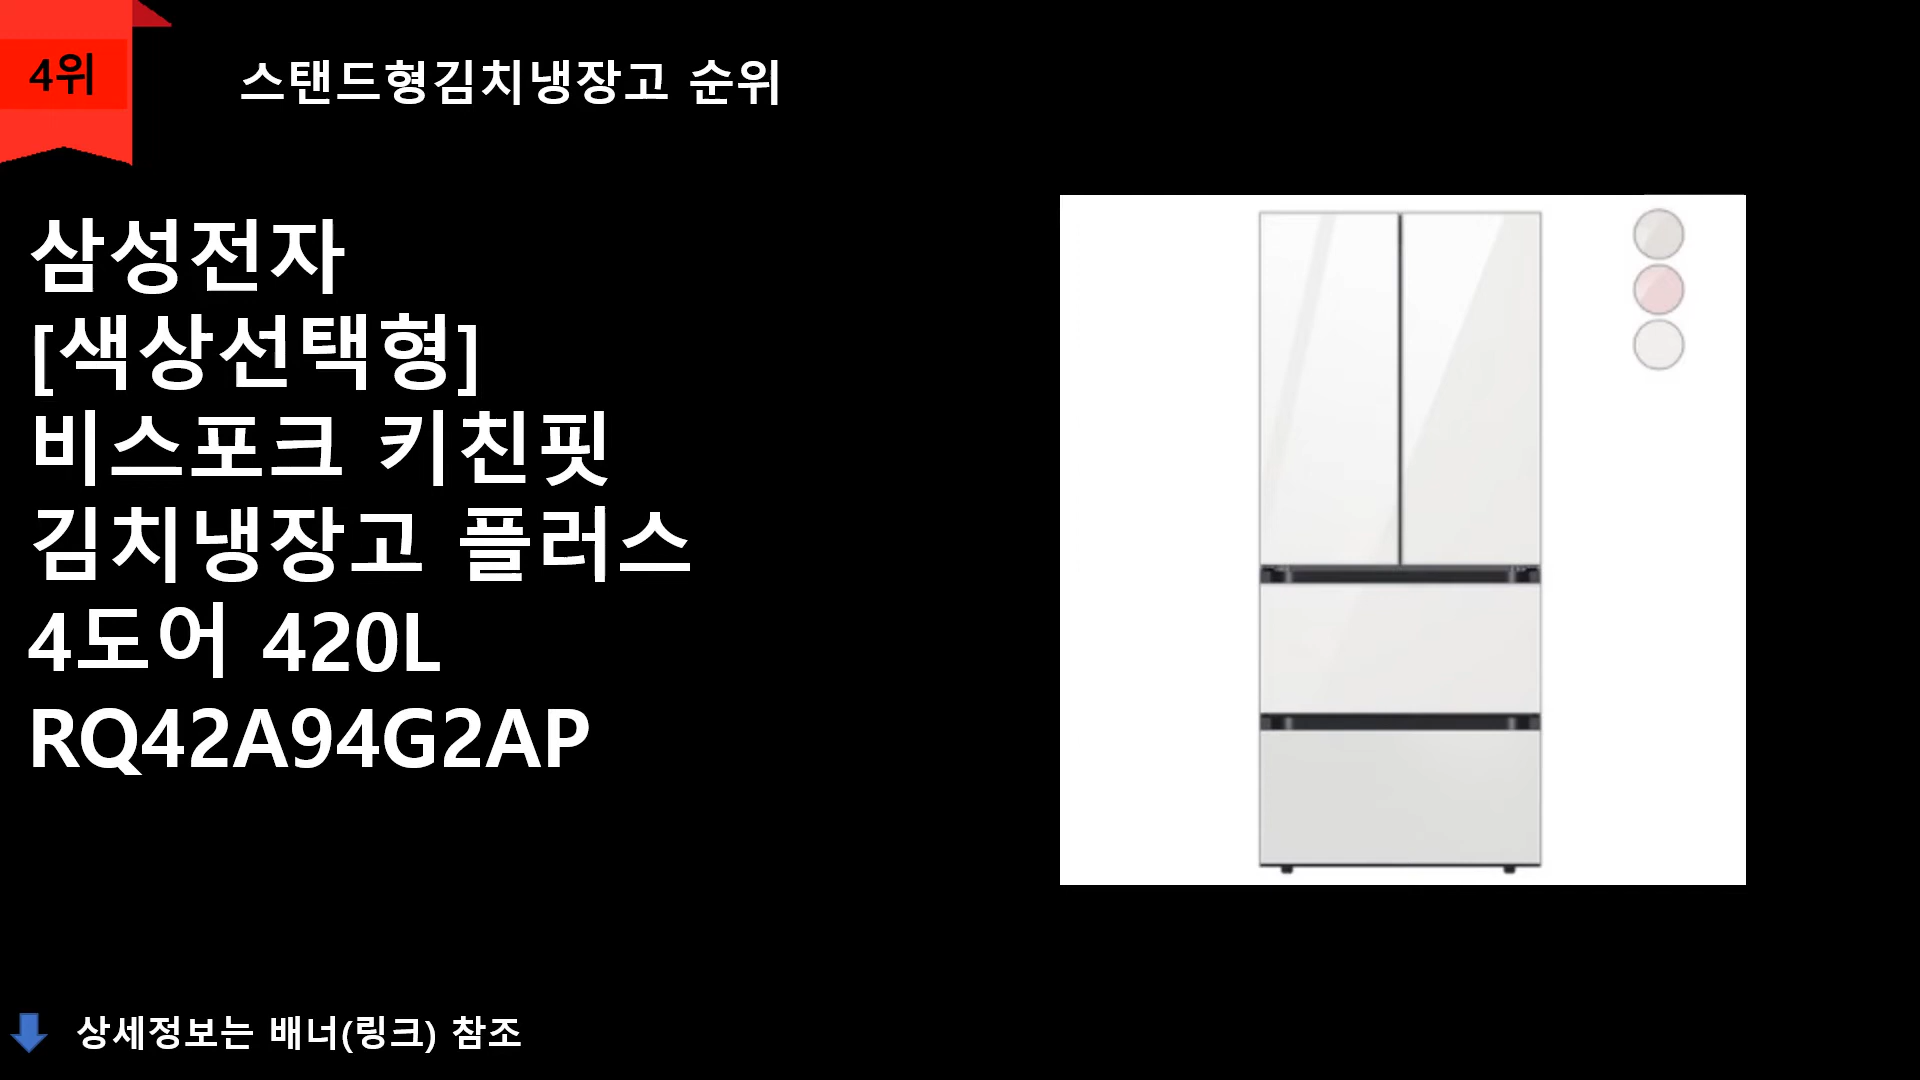 4위
스탠드형김치냉장고 순위
삼성전자
[색상선택형]
비스포크 키친핏
김치냉장고 플러스
4도어 420L
RQ42A94G2AP
상세정보는 배너(링크) 참조